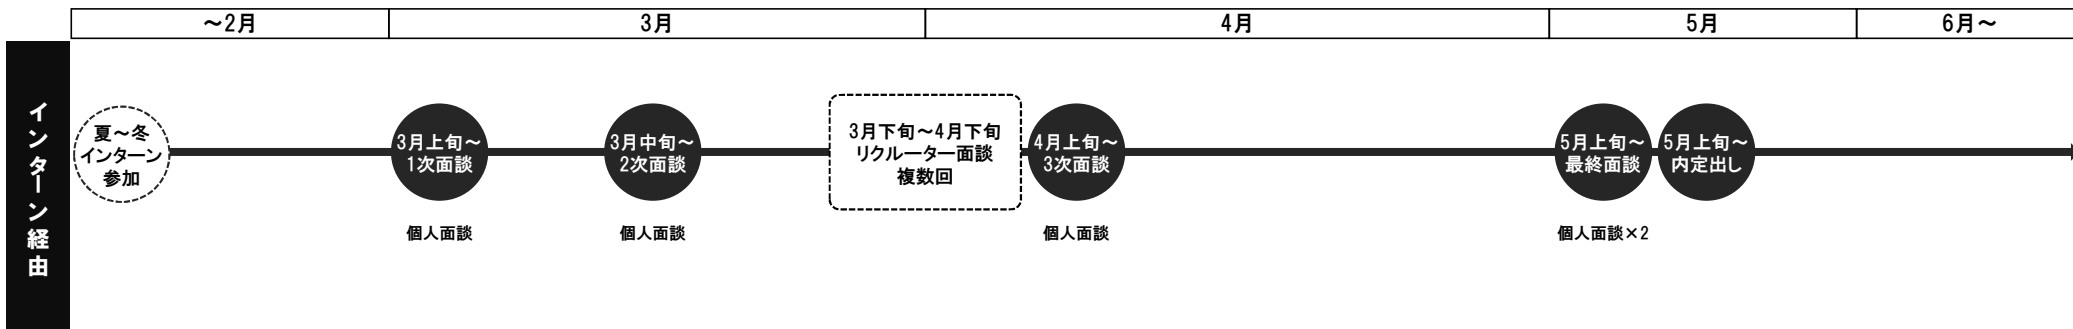 ～2月
3月
4月
5月
6月～
インターン経由
夏～冬
インターン
参加
3月上旬～
1次面談
個人面談
3月中旬～
2次面談
個人面談
3月下旬～4月下旬
リクルーター面談
複数回
4月上旬～
3次面談
個人面談
5月上旬～
最終面談
個人面談×2
5月上旬～
内定出し